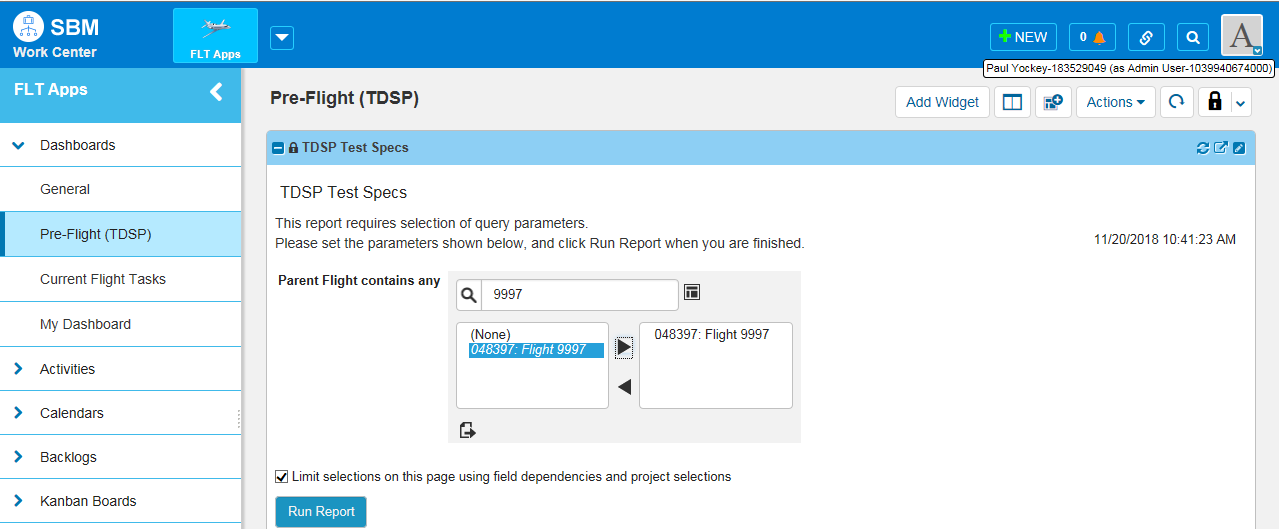 SBM
Work Center
FLT Apps
NEW
0
A
Paul Yockey-183529049 (as Admin User-1039940674000)
FLT Apps
Dashboards
General
Pre-Flight (TDSP)
Current Flight Tasks
My Dashboard
Activities
Calendars
Backlogs
Kanban Boards
Pre-Flight (TDSP)
Add Widget
Actions
TDSP Test Specs
TDSP Test Specs
This report requires selection of query parameters.
Please set the parameters shown below, and click Run Report when you are finished.
11/20/2018 10:41:23 AM
Parent Flight contains any
9997
(None)
048397: Flight 9997
048397: Flight 9997
Limit selections on this page using field dependencies and project selections
Run Report